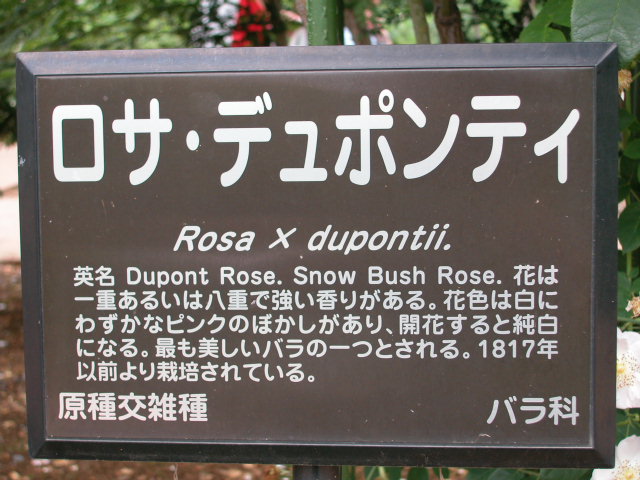 ロサ・デュポンティ
Rosa × dupontii.
英名 Dupont Rose. Snow Bush Rose. 花は
一重あるいは八重で強い香りがある。花色は白に
わずかなピンクのぼかしがあり、開花すると純白
になる。最も美しいバラの一つとされる。1817年
以前より栽培されている。
原種交雑種 バラ科